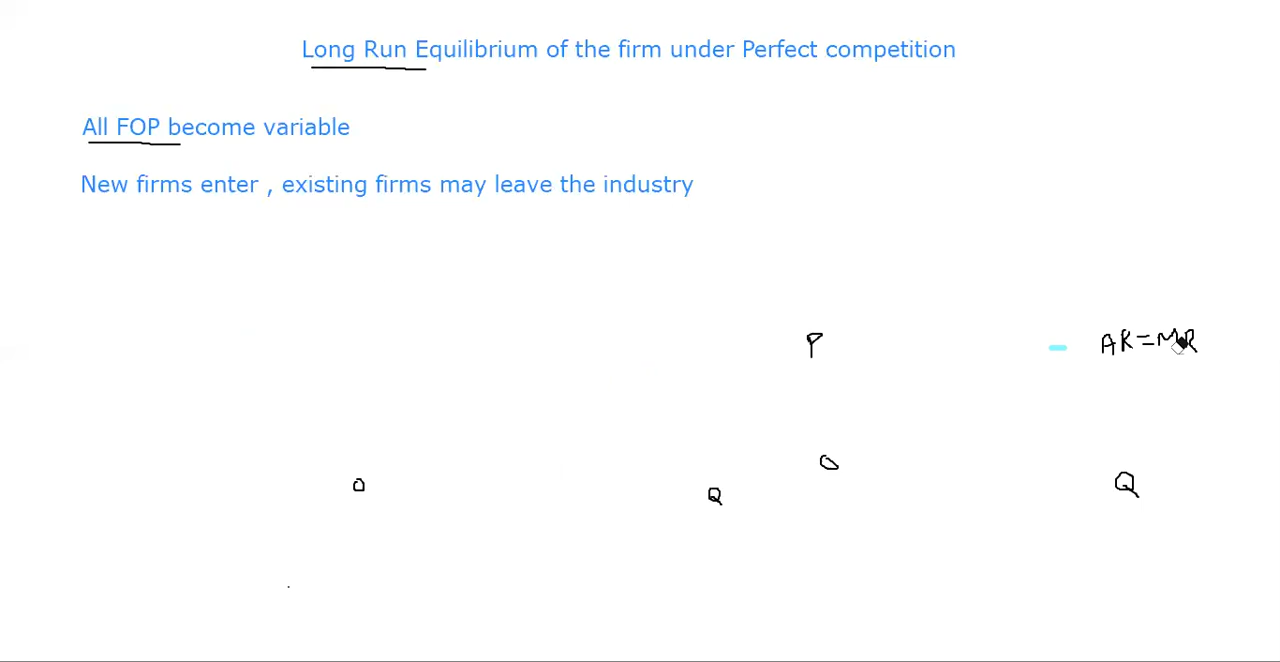 Long Run Equilibrium of the firm under Perfect competition
All FOP become variable
New firms enter , existing firms may leave the industry
P AR=MR
O
O Q Q